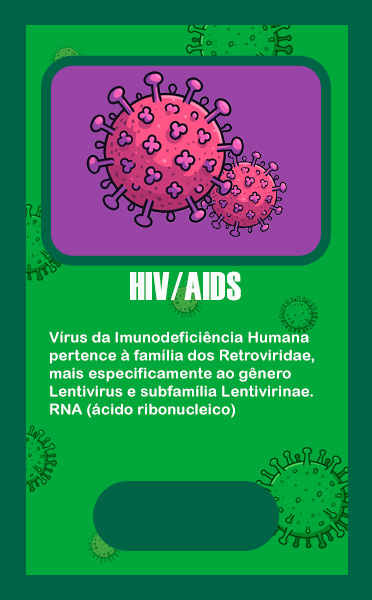 HIV/AIDS
Vírus da Imunodeficiência Humana
pertence à família dos Retroviridae,
mais especificamente ao gênero
Lentivirus e subfamília Lentivirinae.
RNA (ácido ribonucleico)